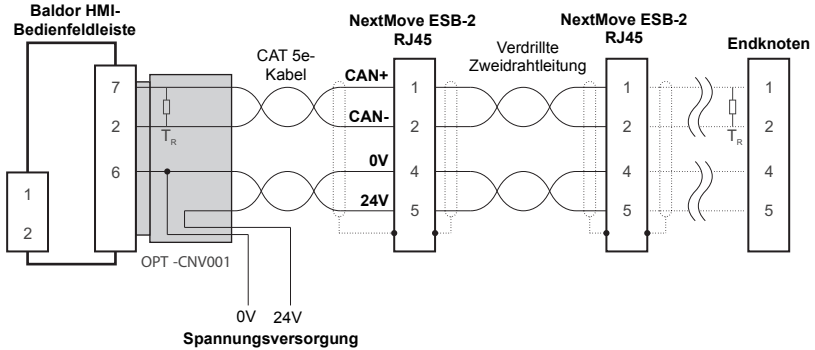 Baldor HMI-
Bedienfeldleiste
NextMove ESB-2
RJ45
NextMove ESB-2
RJ45
CAT 5e-
Kabel
Verdrillte
Zweidrahtleitung
Endknoten
7
2
6
1
2
TR
OPT -CNV001
CAN+
CAN-
0V
24V
1
2
4
5
1
2
4
5
TR
1
2
4
5
0V 24V
Spannungsversorgung